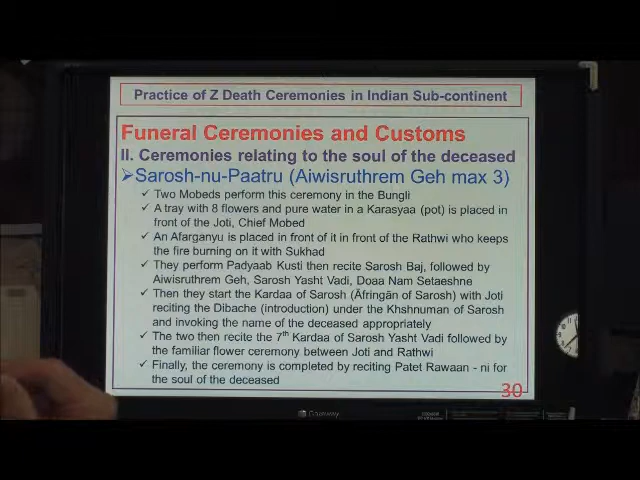 Practice of Z Death Ceremonies in Indian Sub-continent
Funeral Ceremonies and Customs
II. Ceremonies relating to the soul of the deceased
➢Sarosh-nu-Paatru (Aiwisruthrem Geh max 3)
✓ Two Mobeds perform this ceremony in the Bungli
✓ A tray with 8 flowers and pure water in a Karasyaa (pot) is placed in
front of the Joti, Chief Mobed
✓ An Afarganyu is placed in front of it in front of the Rathwi who keeps
the fire burning on it with Sukhad
✓ They perform Padyaab Kusti then recite Sarosh Baj, followed by
Aiwisruthrem Geh, Sarosh Yasht Vadi, Doaa Nam Setaeshne
✓ Then they start the Kardaa of Sarosh (Āfringān of Sarosh) with Joti
reciting the Dibache (introduction) under the Khshnuman of Sarosh
and invoking the name of the deceased appropriately
✓ The two then recite the 7th Kardaa of Sarosh Yasht Vadi followed by
the familiar flower ceremony between Joti and Rathwi
✓ Finally, the ceremony is completed by reciting Patet Rawaan - ni for
the soul of the deceased
30
Gateway